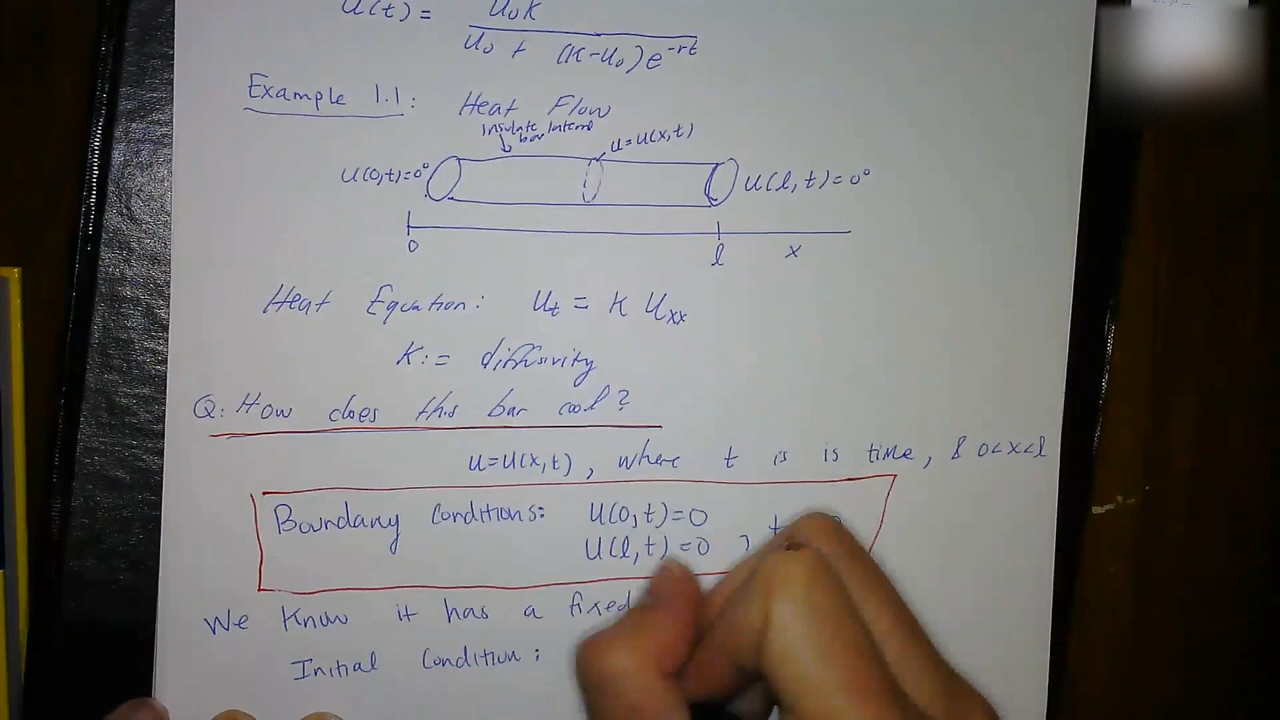 u(t) = u₀K
u₀ + (K-u₀)e^-rt
Example 1.1: Heat Flow
insulate
bar lateral
u=u(x,t)
u(0,t)=0° u(l,t)=0°
0 l x
Heat Equation: u_t = K u_xx
K := diffusivity
Q: How does this bar cool?
u=u(x,t), where t is is time, & 0<x<l
Boundary Conditions: u(0,t)=0
u(l,t)=0 ,
We Know it has a fixed
Initial Condition: